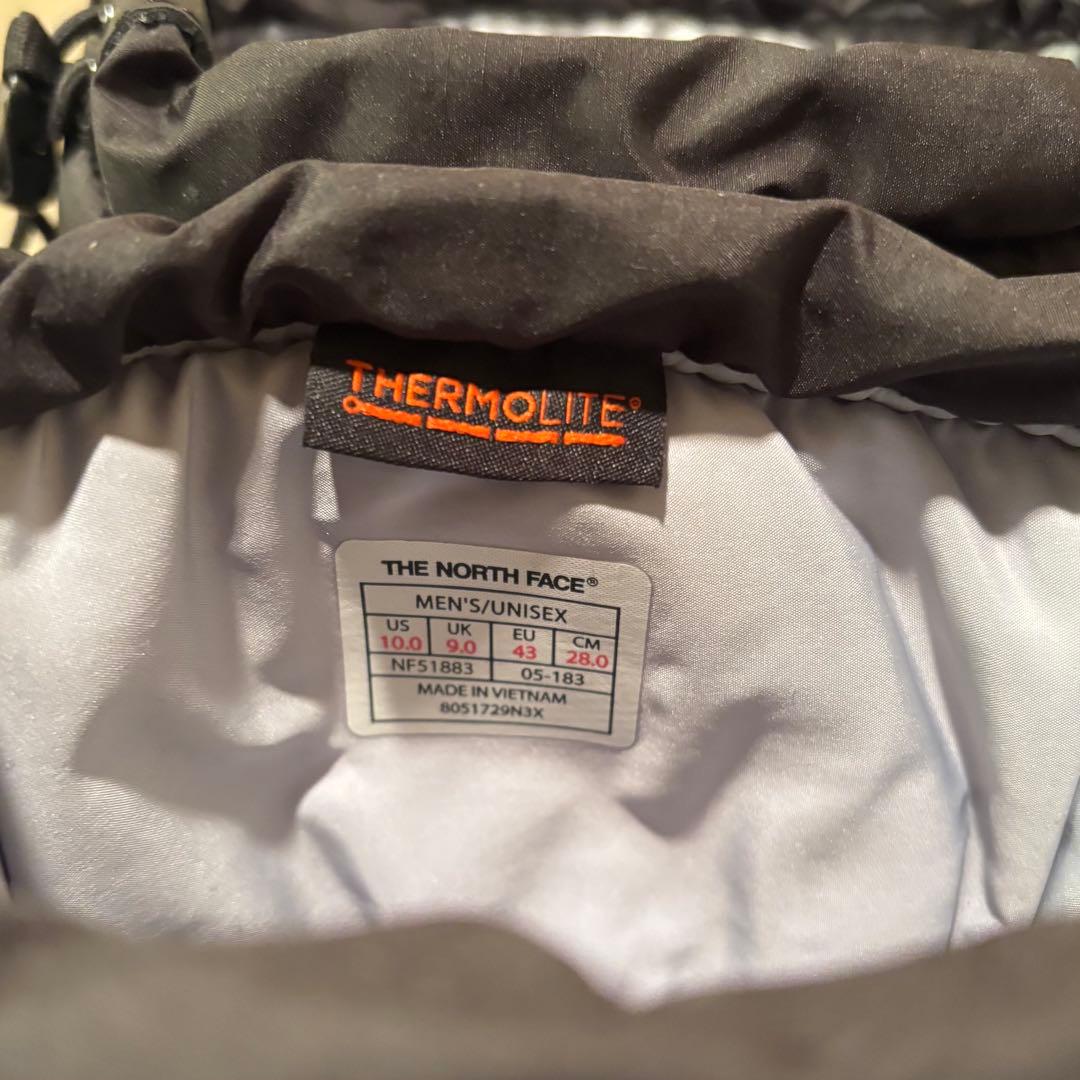 THERMOLITE®
THE NORTH FACE®
MEN'S/UNISEX
US UK EU CM
10.0 9.0 43 28.0
NF51883 05-183
MADE IN VIETNAM
8051729N3X